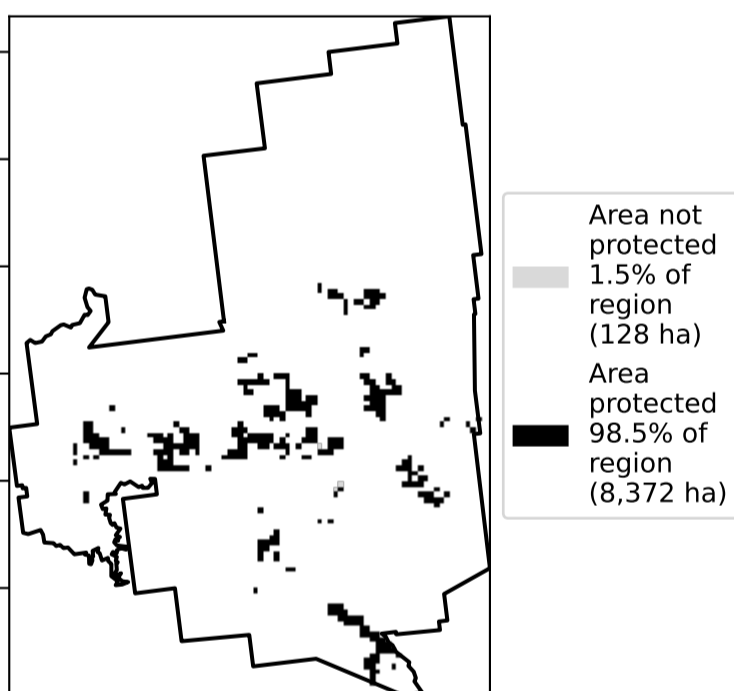 Area not
protected
1.5% of
region
(128 ha)
Area
protected
98.5% of
region
(8,372 ha)